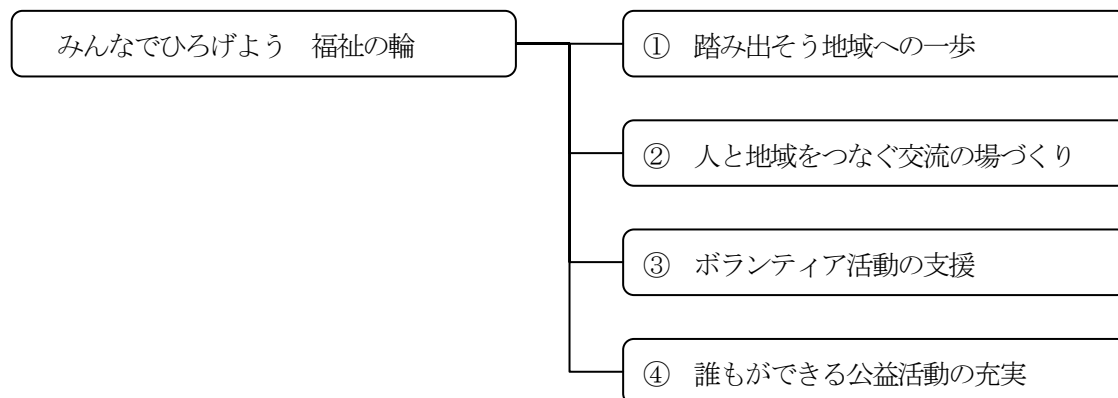 みんなでひろげよう　福祉の輪
①　踏み出そう地域への一歩
②　人と地域をつなぐ交流の場づくり
③　ボランティア活動の支援
④　誰もができる公益活動の充実